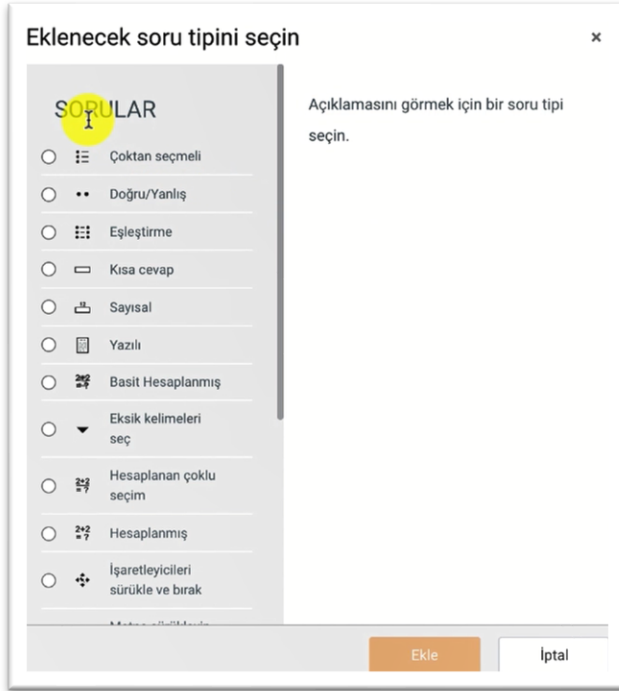 Eklenecek soru tipini seçin
×
SORULAR
Açıklamasını görmek için bir soru tipi
seçin.
Çoktan seçmeli
Doğru/Yanlış
Eşleştirme
Kısa cevap
Sayısal
Yazılı
Basit Hesaplanmış
Eksik kelimeleri
seç
Hesaplanan çoklu
seçim
Hesaplanmış
İşaretleyicileri
sürükle ve bırak
Ekle
İptal